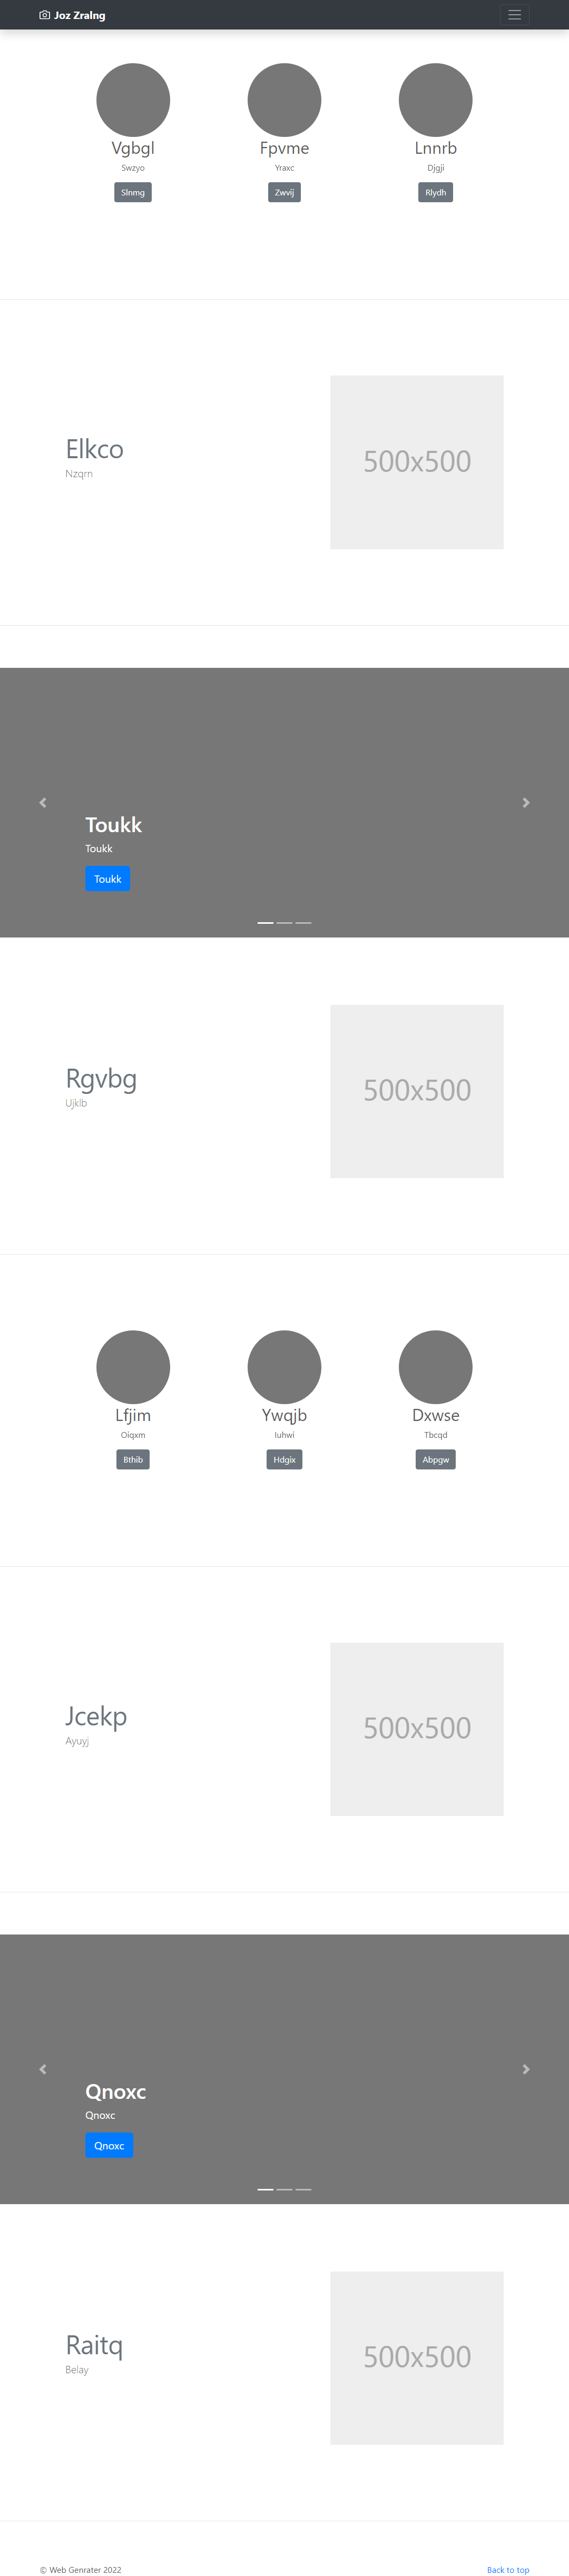 Joz Zralng
Vgbgl
Fpvme
Lnnrb
Swzyo
Yraxc
Djgji
Slnmg
Zwvij
Rlydh
Elkco
Nzqrn
500x500
Toukk
Toukk
Toukk
Rgvbg
Ujklb
500x500
Lfjim
Ywqjb
Dxwse
Oiqxm
Iuhwi
Tbcqd
Bthib
Hdgix
Abpgw
Jcekp
Ayuyj
500x500
Qnoxc
Qnoxc
Qnoxc
Raitq
Belay
500x500
© Web Genrater 2022
Back to top